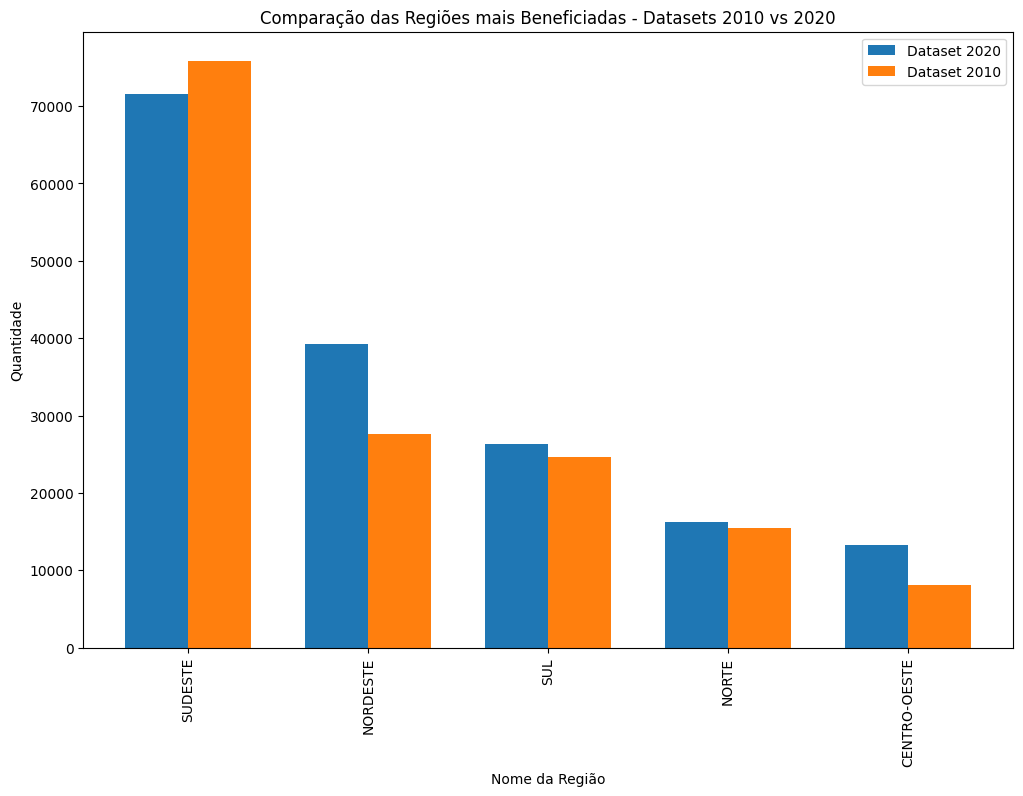 Comparação das Regiões mais Beneficiadas - Datasets 2010 vs 2020
Dataset 2020
Dataset 2010
Quantidade
70000
60000
50000
40000
30000
20000
10000
0
SUDESTE
NORDESTE
SUL
NORTE
CENTRO-OESTE
Nome da Região